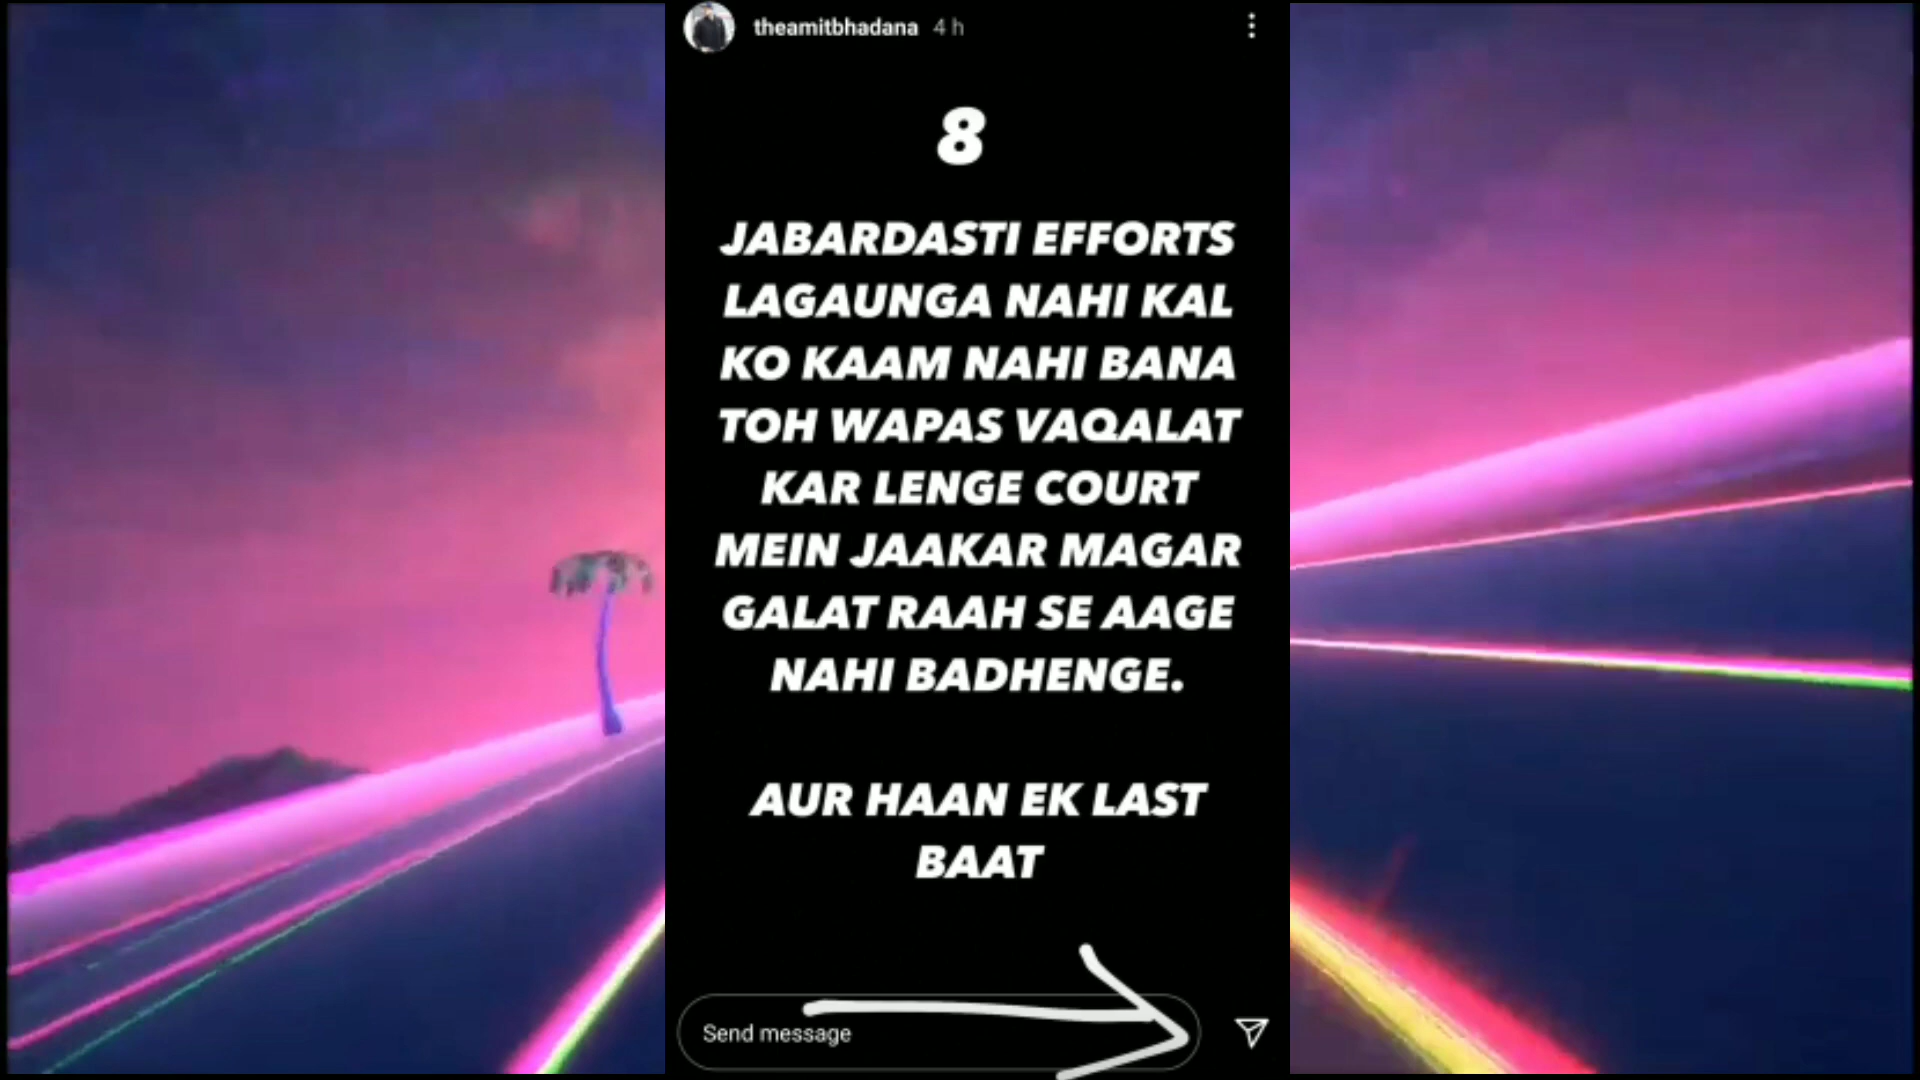 theamitbhadana 4 h
8
JABARDASTI EFFORTS
LAGAUNGA NAHI KAL
KO KAAM NAHI BANA
TOH WAPAS VAQALAT
KAR LENGE COURT
MEIN JAAKAR MAGAR
GALAT RAAH SE AAGE
NAHI BADHENGE.
AUR HAAN EK LAST
BAAT
Send message